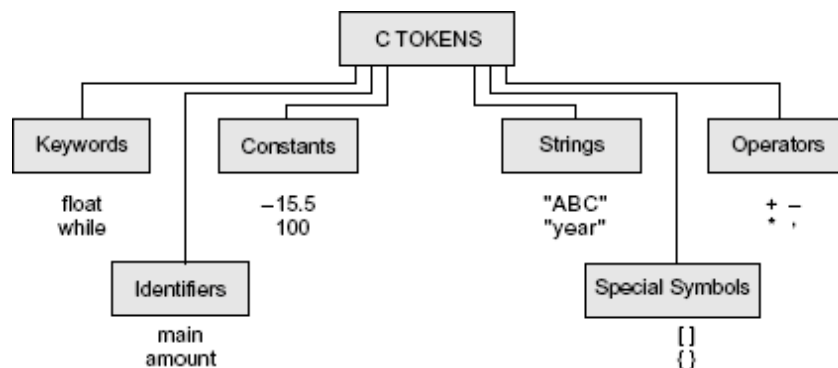 C TOKENS
Keywords
Constants
Strings
Operators
float
while
–15.5
100
"ABC"
"year"
+ –
* ,
Identifiers
Special Symbols
main
amount
[ ]
{ }